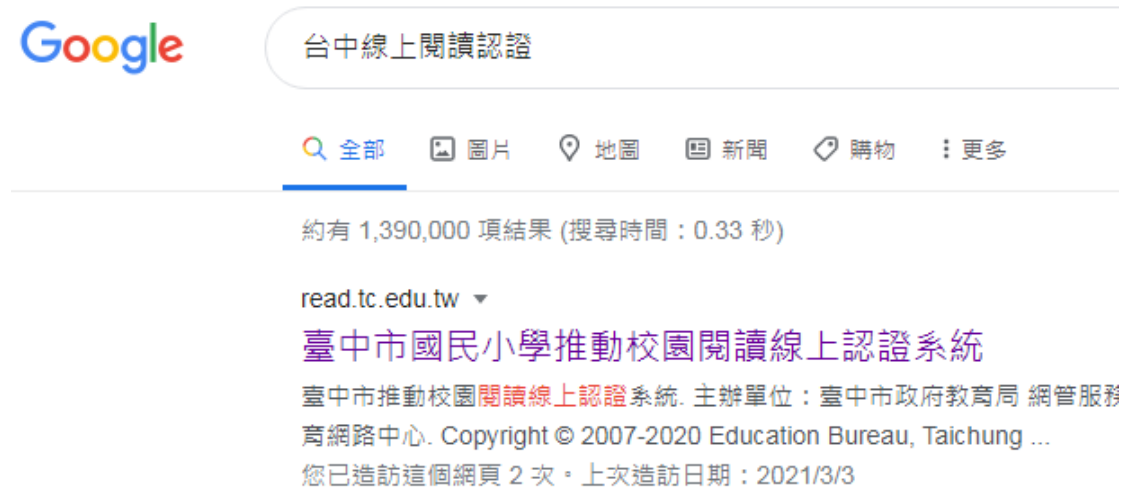 Google
台中線上閱讀認證
全部 圖片 地圖 新聞 購物 更多
約有 1,390,000 項結果 (搜尋時間：0.33 秒)
read.tc.edu.tw
臺中市國民小學推動校園閱讀線上認證系統
臺中市推動校園閱讀線上認證系統. 主辦單位：臺中市政府教育局 網管服務
育網路中心. Copyright © 2007-2020 Education Bureau, Taichung ...
您已造訪這個網頁 2 次。上次造訪日期：2021/3/3